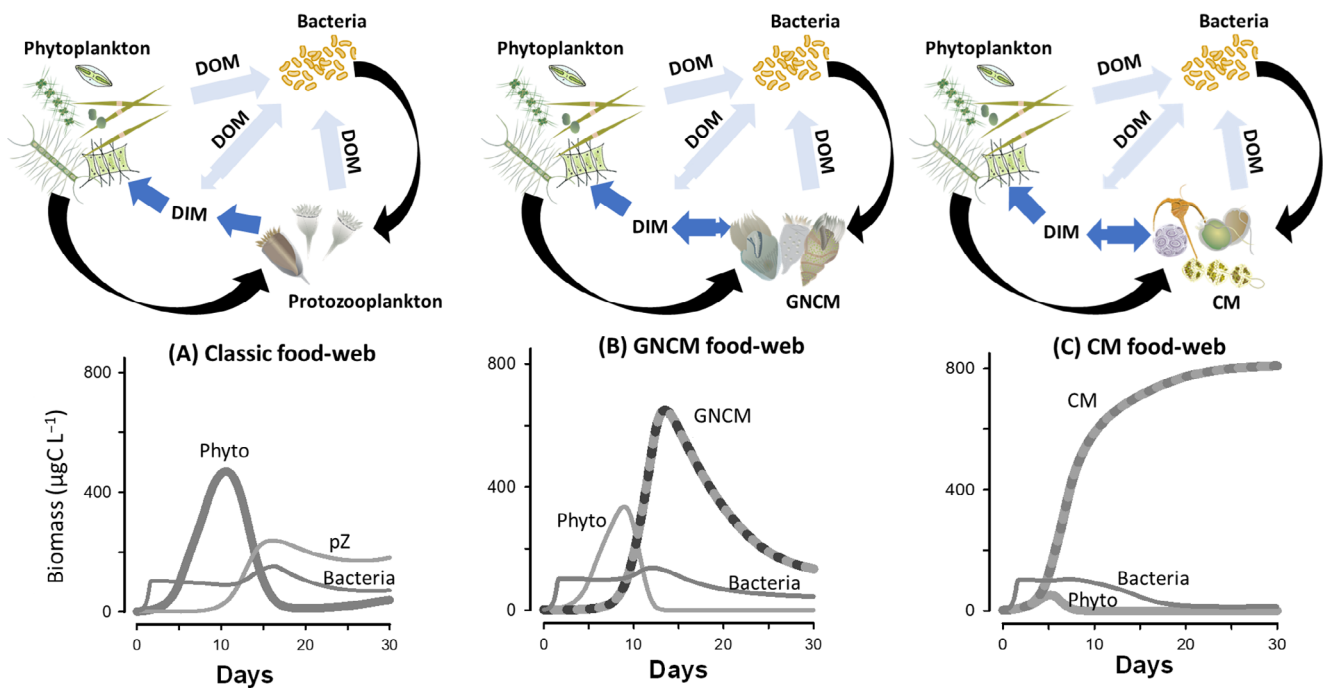 Phytoplankton
Bacteria
DOM
DOM
DOM
DIM
Protozooplankton
Phytoplankton
Bacteria
DOM
DOM
DOM
DIM
GNCM
Phytoplankton
Bacteria
DOM
DOM
DOM
DIM
CM
(A) Classic food-web
Biomass (µgC L⁻¹)
800
400
0
Phyto
pZ
Bacteria
0
10
20
30
Days
(B) GNCM food-web
800
400
0
GNCM
Phyto
Bacteria
0
10
20
30
Days
(C) CM food-web
800
400
0
CM
Bacteria
Phyto
0
10
20
30
Days